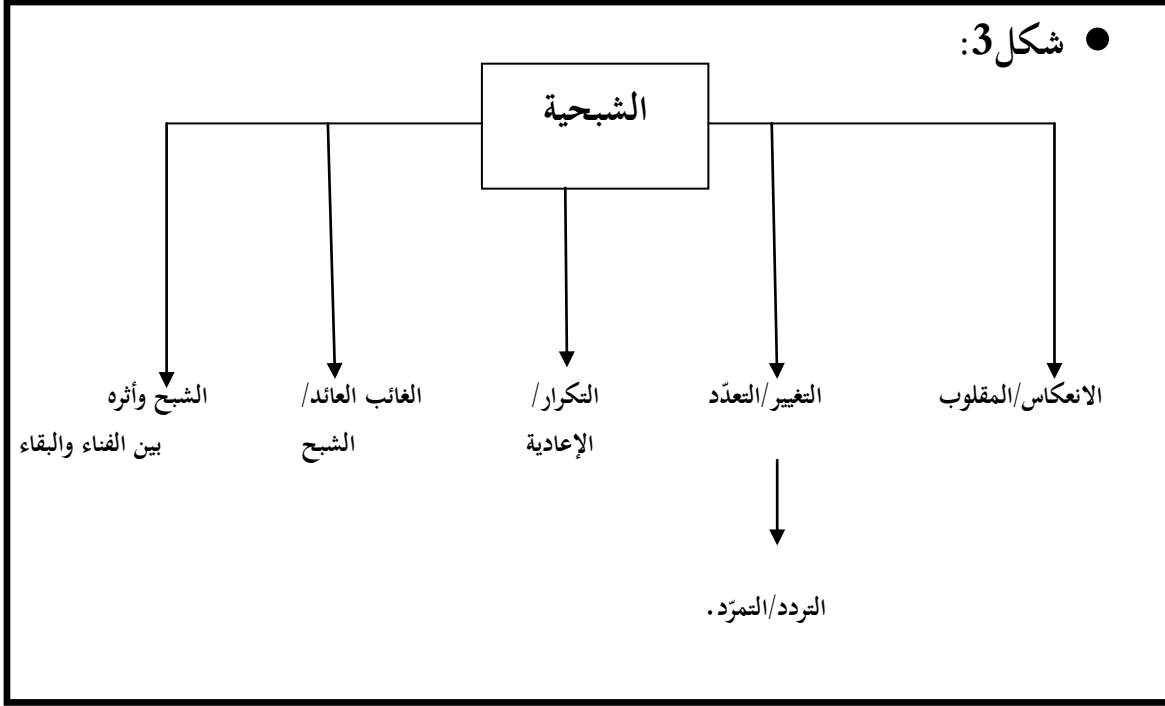 ● شكل3:
الشبحية
الانعكاس/المقلوب
التغيير/التعدّد
التكرار/
الإعادية
الغائب العائد/
الشبح
الشبح وأثره
بين الفناء والبقاء
التردد/التمرّد.